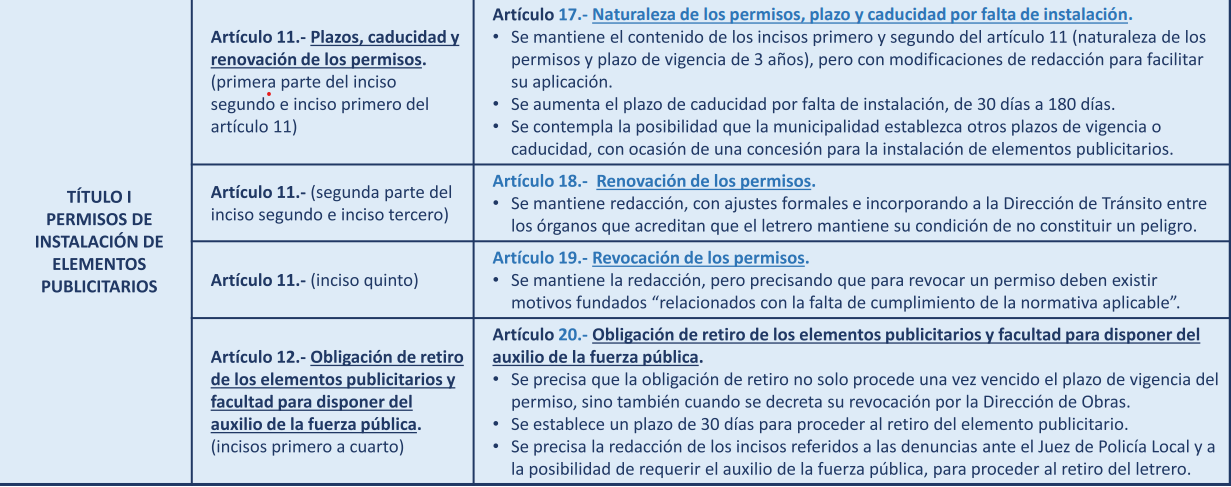 TÍTULO I
PERMISOS DE
INSTALACIÓN DE
ELEMENTOS
PUBLICITARIOS
Artículo 11.- Plazos, caducidad y
renovación de los permisos.
(primera parte del inciso
segundo e inciso primero del
artículo 11)
Artículo 17.- Naturaleza de los permisos, plazo y caducidad por falta de instalación.
• Se mantiene el contenido de los incisos primero y segundo del artículo 11 (naturaleza de los
permisos y plazo de vigencia de 3 años), pero con modificaciones de redacción para facilitar
su aplicación.
• Se aumenta el plazo de caducidad por falta de instalación, de 30 días a 180 días.
• Se contempla la posibilidad que la municipalidad establezca otros plazos de vigencia o
caducidad, con ocasión de una concesión para la instalación de elementos publicitarios.
Artículo 11.- (segunda parte del
inciso segundo e inciso tercero)
Artículo 18.- Renovación de los permisos.
• Se mantiene redacción, con ajustes formales e incorporando a la Dirección de Tránsito entre
los órganos que acreditan que el letrero mantiene su condición de no constituir un peligro.
Artículo 11.- (inciso quinto)
Artículo 19.- Revocación de los permisos.
• Se mantiene la redacción, pero precisando que para revocar un permiso deben existir
motivos fundados “relacionados con la falta de cumplimiento de la normativa aplicable”.
Artículo 12.- Obligación de retiro
de los elementos publicitarios y
facultad para disponer del
auxilio de la fuerza pública.
(incisos primero a cuarto)
Artículo 20.- Obligación de retiro de los elementos publicitarios y facultad para disponer del
auxilio de la fuerza pública.
• Se precisa que la obligación de retiro no solo procede una vez vencido el plazo de vigencia del
permiso, sino también cuando se decreta su revocación por la Dirección de Obras.
• Se establece un plazo de 30 días para proceder al retiro del elemento publicitario.
• Se precisa la redacción de los incisos referidos a las denuncias ante el Juez de Policía Local y a
la posibilidad de requerir el auxilio de la fuerza pública, para proceder al retiro del letrero.